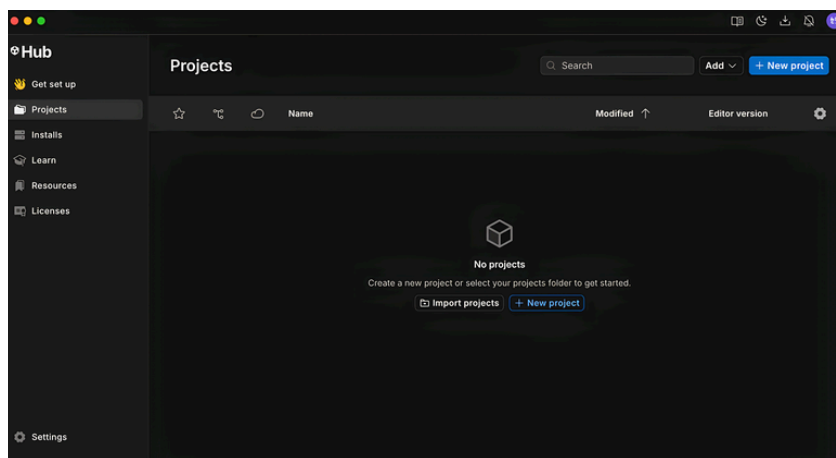 Hub
Get set up
Projects
Installs
Learn
Resources
Licenses
Settings
Projects
Search
Add
+ New project
Name
Modified ↑
Editor version
No projects
Create a new project or select your projects folder to get started.
Import projects
+ New project